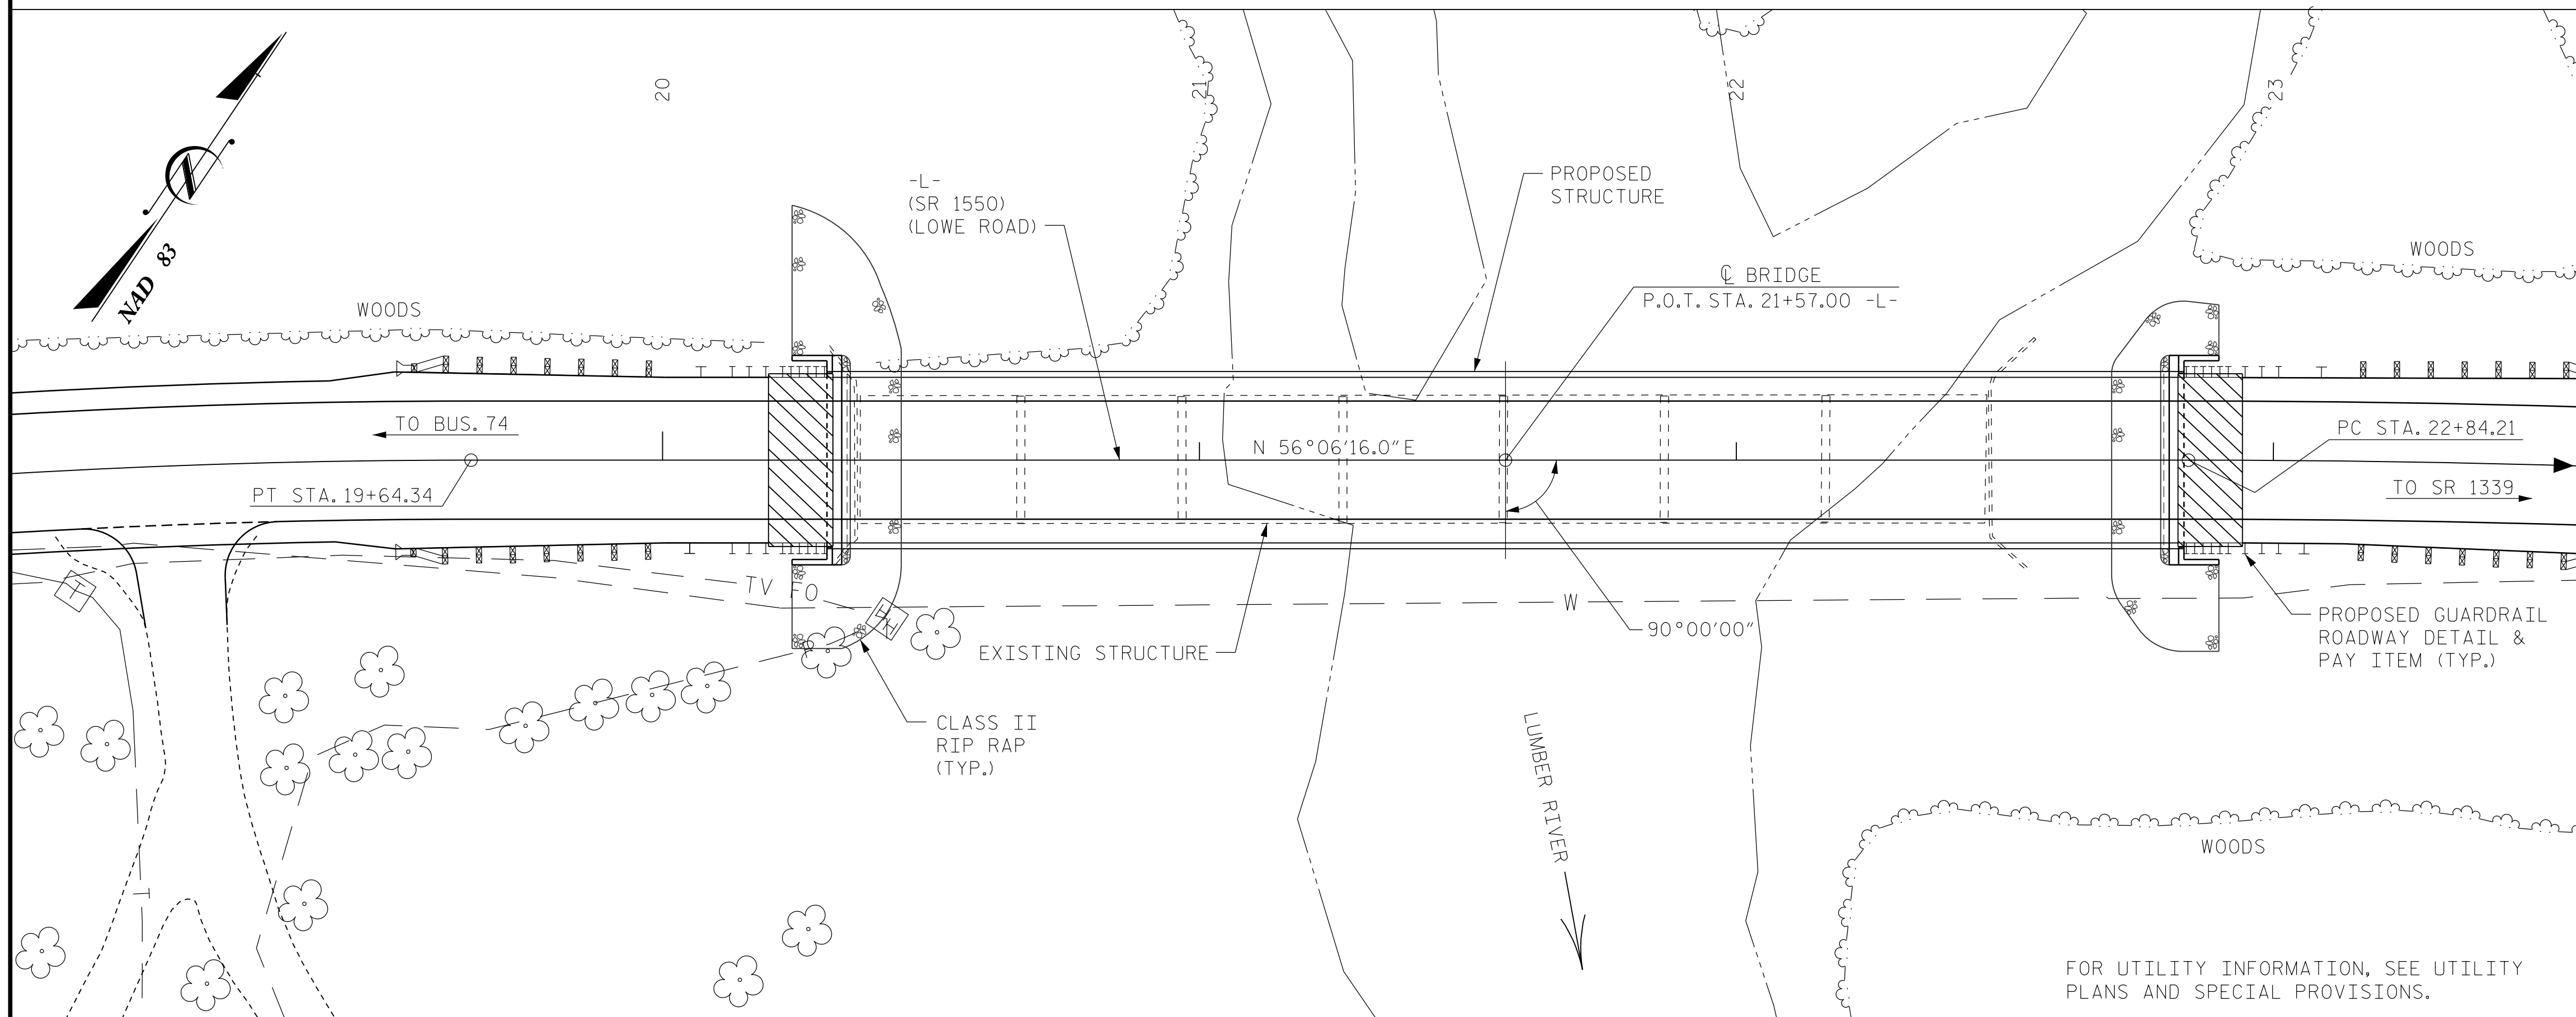 20
21
22
23
N
NAD 83
-L-
(SR 1550)
(LOWE ROAD)
PROPOSED
STRUCTURE
WOODS
WOODS
℄ BRIDGE
P.O.T. STA. 21+57.00 -L-
TO BUS. 74
N 56°06'16.0"E
PC STA. 22+84.21
PT STA. 19+64.34
TO SR 1339
TV FO
W
90°00'00"
EXISTING STRUCTURE
PROPOSED GUARDRAIL
ROADWAY DETAIL &
PAY ITEM (TYP.)
CLASS II
RIP RAP
(TYP.)
LUMBER RIVER
WOODS
T
FOR UTILITY INFORMATION, SEE UTILITY
PLANS AND SPECIAL PROVISIONS.